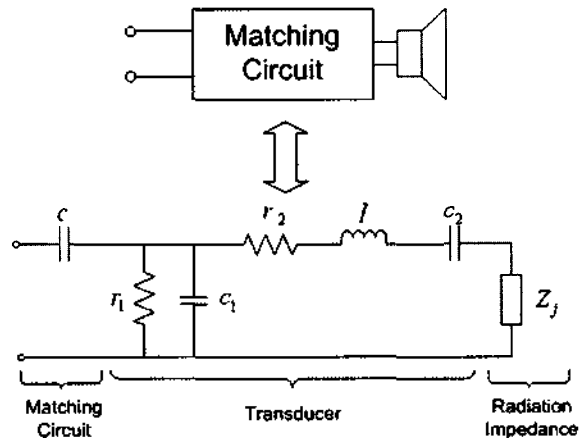 Matching
Circuit
c
r2
l
c2
r1
c1
Zj
Matching
Circuit
Transducer
Radiation
Impedance